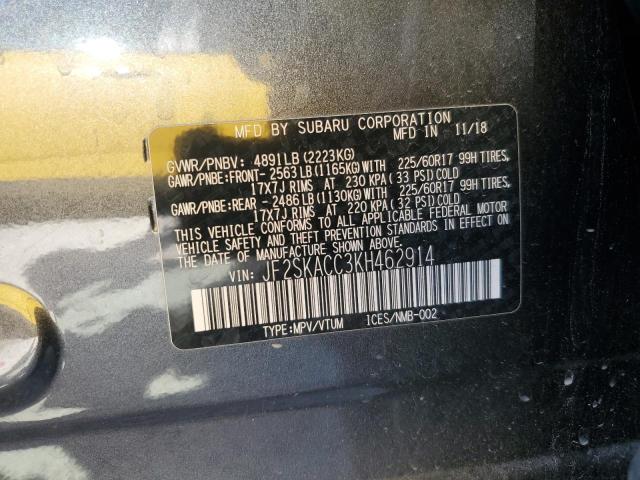 MFD BY SUBARU CORPORATION
MFD IN 11/18
GVWR/PNBV: 4891LB (2223KG)
GAWR/PNBE:FRONT- 2563LB (1165KG)WITH 225/60R17 99H TIRES,
17X7J RIMS AT 230 KPA (33 PSI)COLD
GAWR/PNBE:REAR - 2486LB (1130KG)WITH 225/60R17 99H TIRES,
17X7J RIMS AT 220 KPA (32 PSI)COLD
THIS VEHICLE CONFORMS TO ALL APPLICABLE FEDERAL MOTOR
VEHICLE SAFETY AND THEFT PREVENTION STANDARDS IN EFFECT ON
THE DATE OF MANUFACTURE SHOWN ABOVE.
VIN: JF2SKACC3KH462914
TYPE:MPV/VTUM ICES/NMB-002